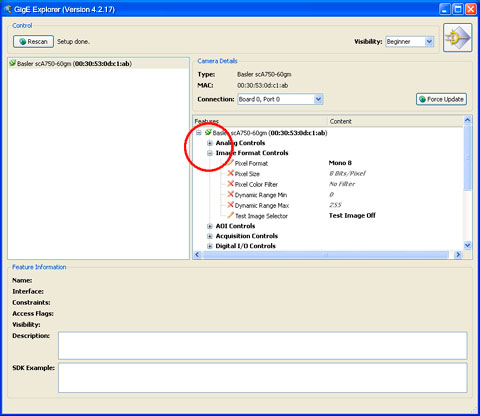 GigE Explorer (Version 4.2.17)
Control
Rescan Setup done. Visibility: Beginner
Basler scA750-60gm (00:30:53:0d:c1:ab)
Camera Details
Type: Basler scA750-60gm
MAC: 00:30:53:0d:c1:ab
Connection: Board 0, Port 0 Force Update
Features Content
Basler scA750-60gm (00:30:53:0d:c1:ab)
Analog Controls
Image Format Controls
Pixel Format Mono 8
Pixel Size 8 Bits/Pixel
Pixel Color Filter No Filter
Dynamic Range Min 0
Dynamic Range Max 255
Test Image Selector Test Image Off
AOI Controls
Acquisition Controls
Digital I/O Controls
Feature Information
Name:
Interface:
Constraints:
Access Flags:
Visibility:
Description:
SDK Example: